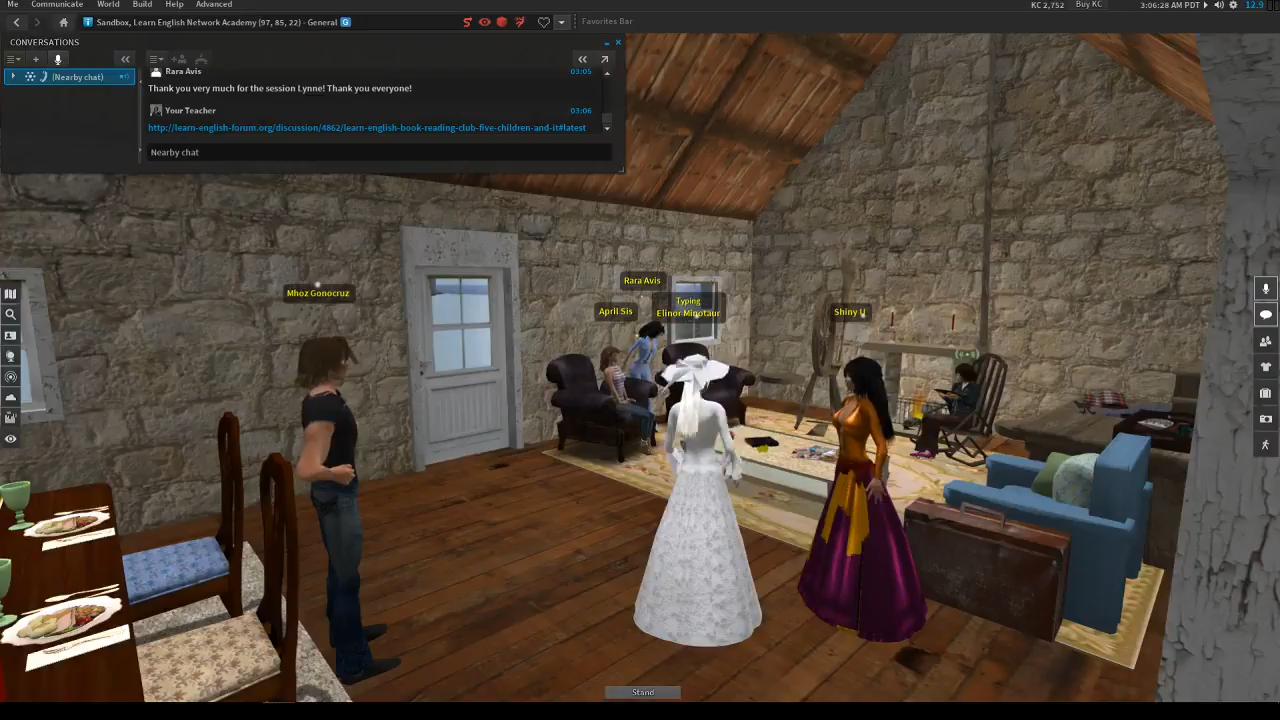 Me Communicate World Build Help Advanced
KC 2,752 Buy KC 3:06:28 AM PDT 12.9
Sandbox, Learn English Network Academy (97, 85, 22) - General G
Favorites Bar
CONVERSATIONS
(Nearby chat)
Rara Avis 03:05
Thank you very much for the session Lynne! Thank you everyone!
Your Teacher 03:06
http://learn-english-forum.org/discussion/4862/learn-english-book-reading-club-five-children-and-it#latest
Nearby chat
Rara Avis
Mhoz Gonocruz
Typing
April Sis
Elinor Minotaur
Shiny U
Stand